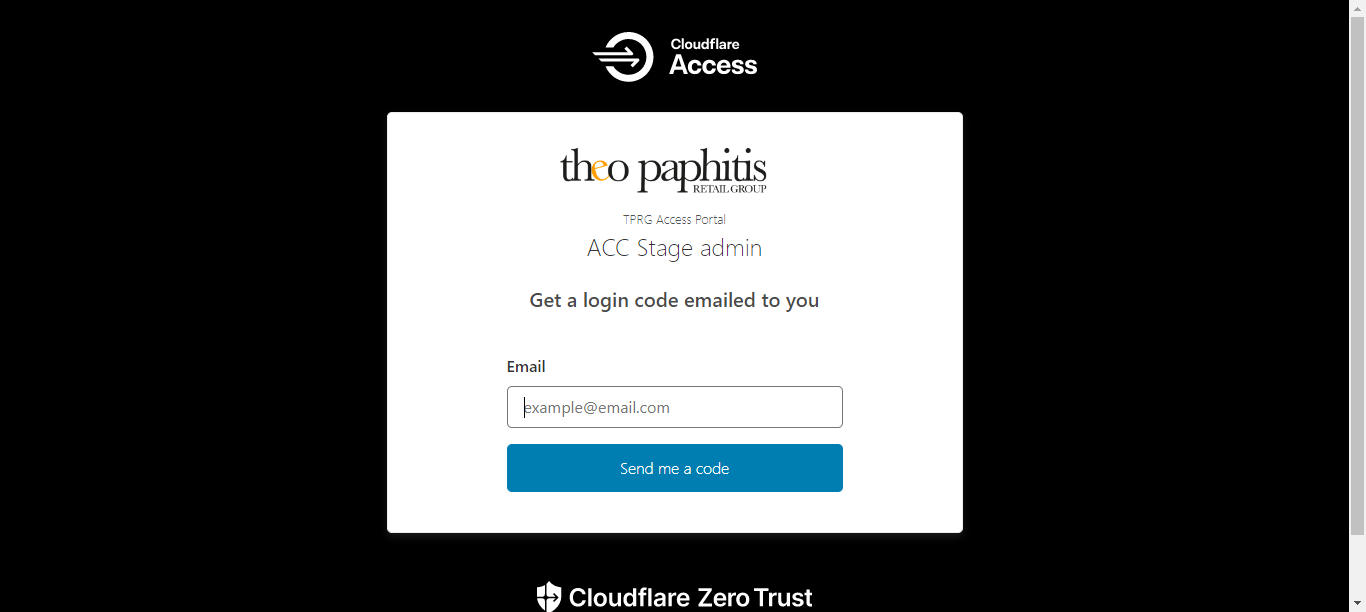 Cloudflare
Access
theo paphitis
RETAIL GROUP
TPRG Access Portal
ACC Stage admin
Get a login code emailed to you
Email
example@email.com
Send me a code
Cloudflare Zero Trust